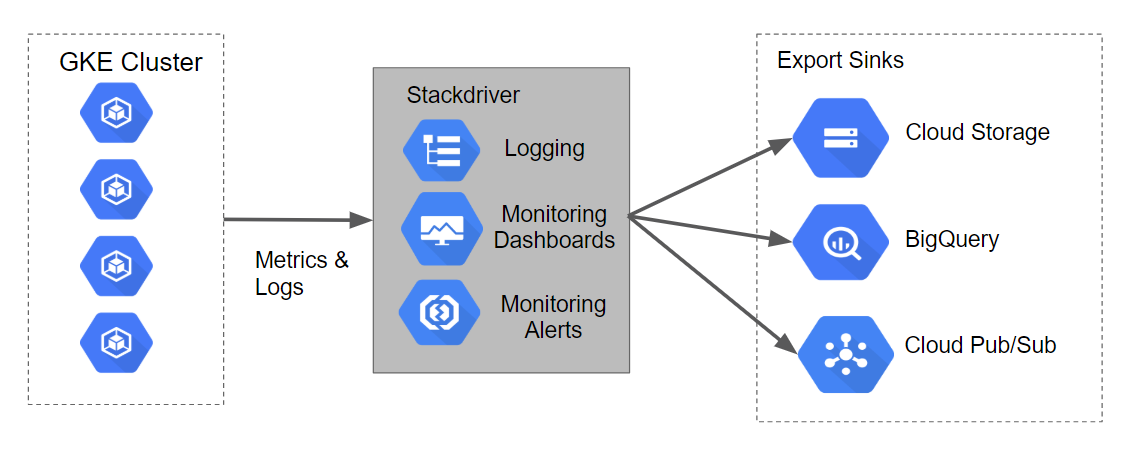 GKE Cluster
Metrics &
Logs
Stackdriver
Logging
Monitoring
Dashboards
Monitoring
Alerts
Export Sinks
Cloud Storage
BigQuery
Cloud Pub/Sub